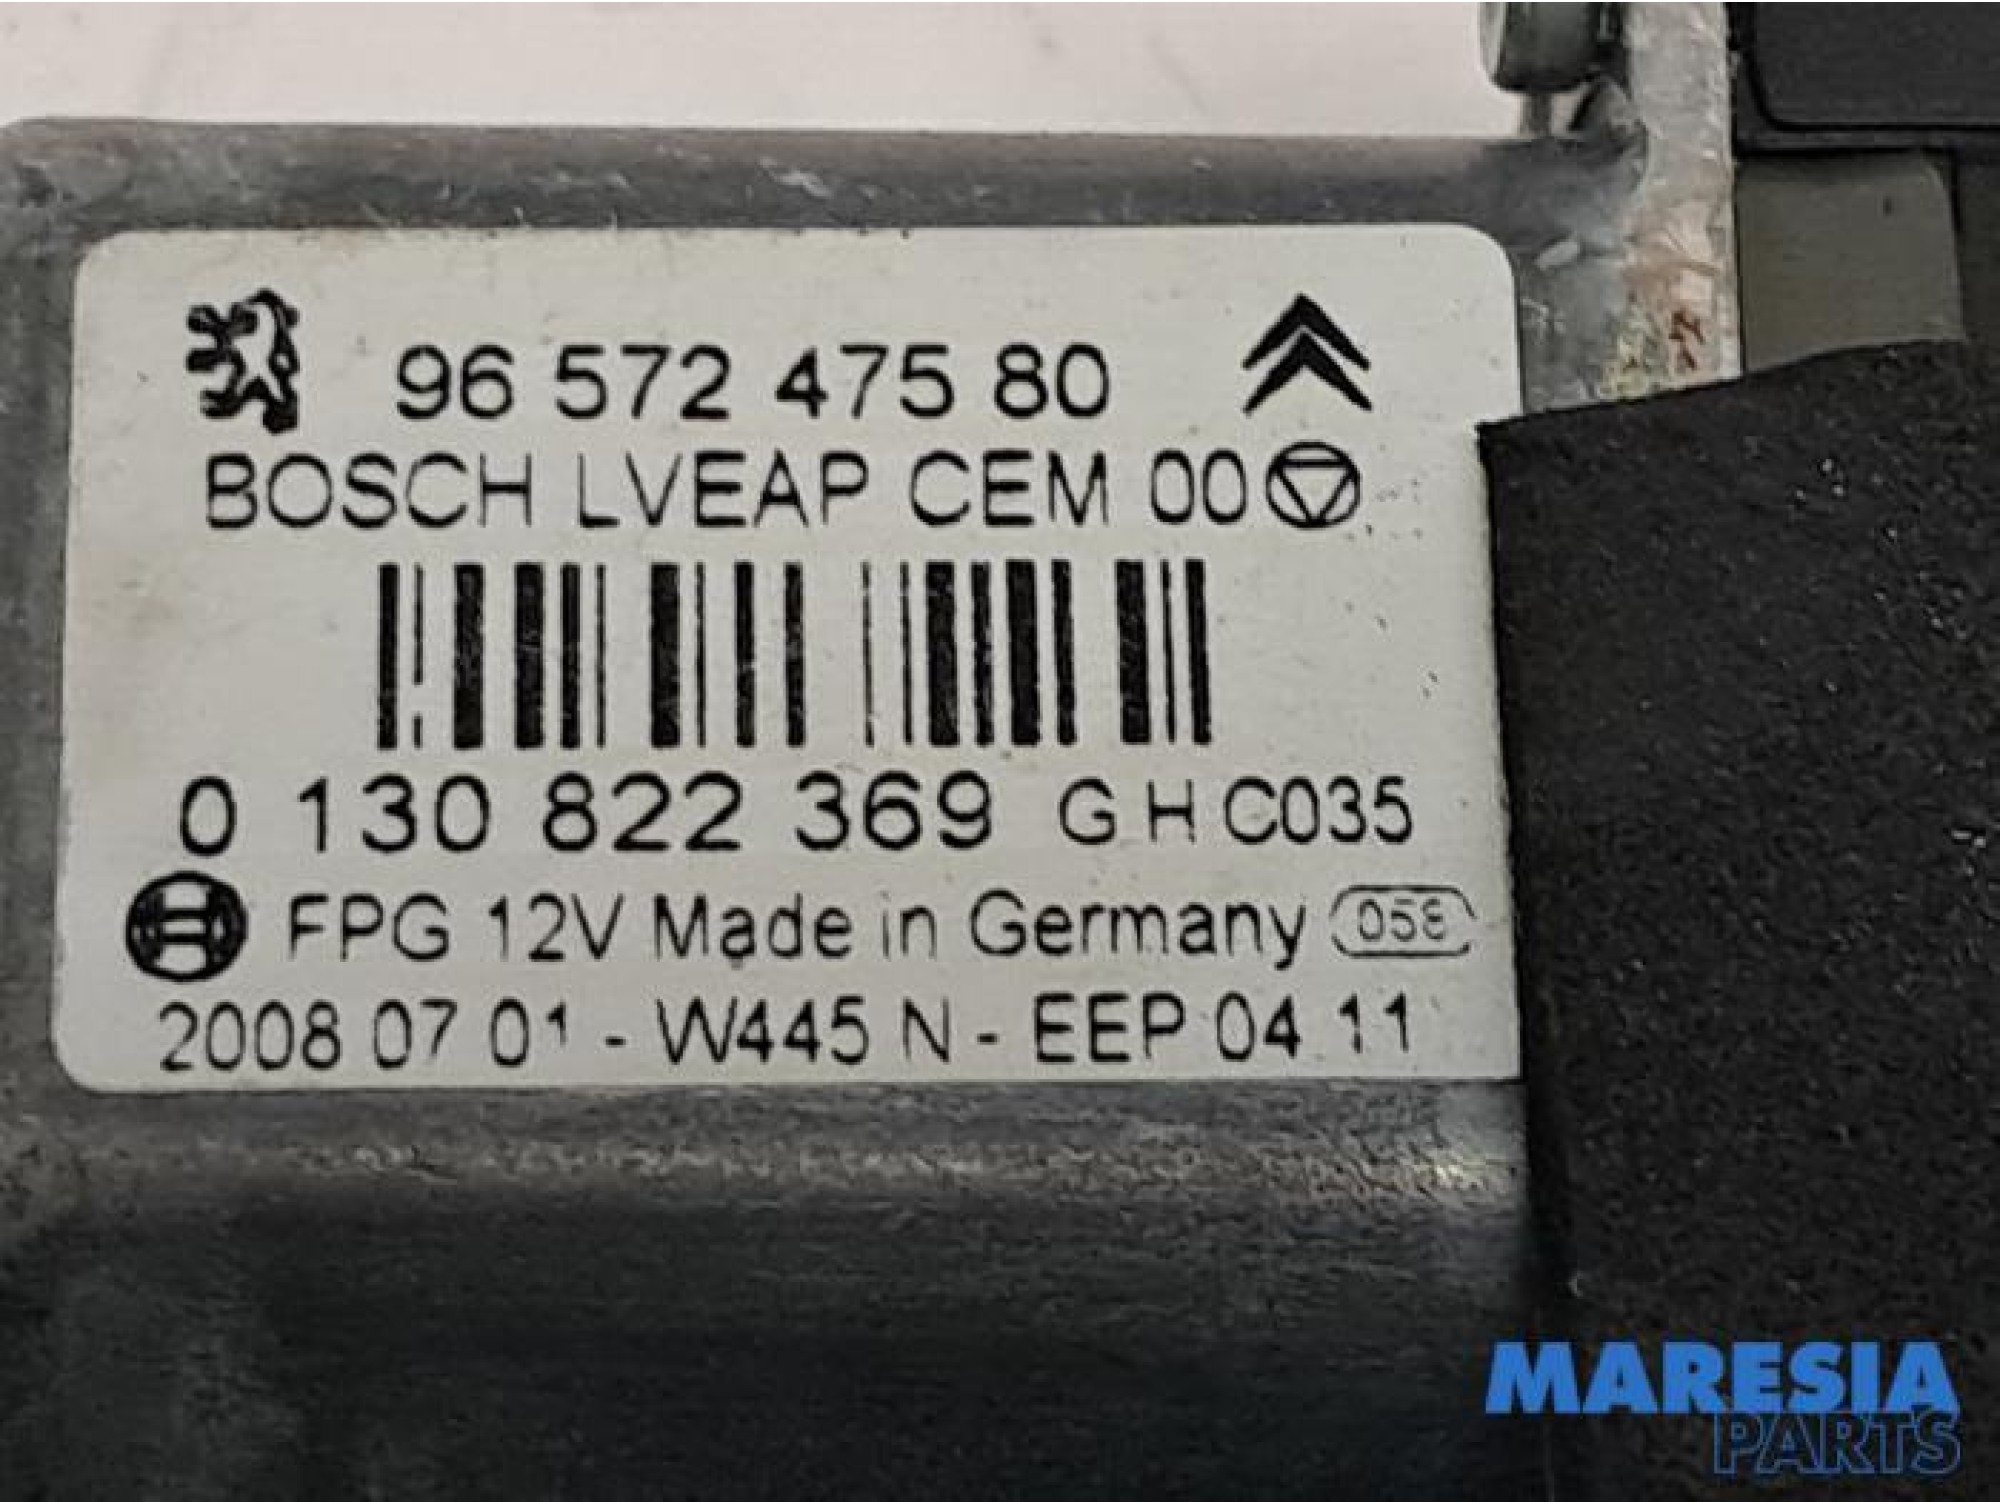 96 572 475 80
BOSCH LVEAP CEM 00
0 130 822 369 G H C035
FPG 12V Made in Germany 058
2008 07 01 - W445 N - EEP 04 11
MARESIA
PARTS